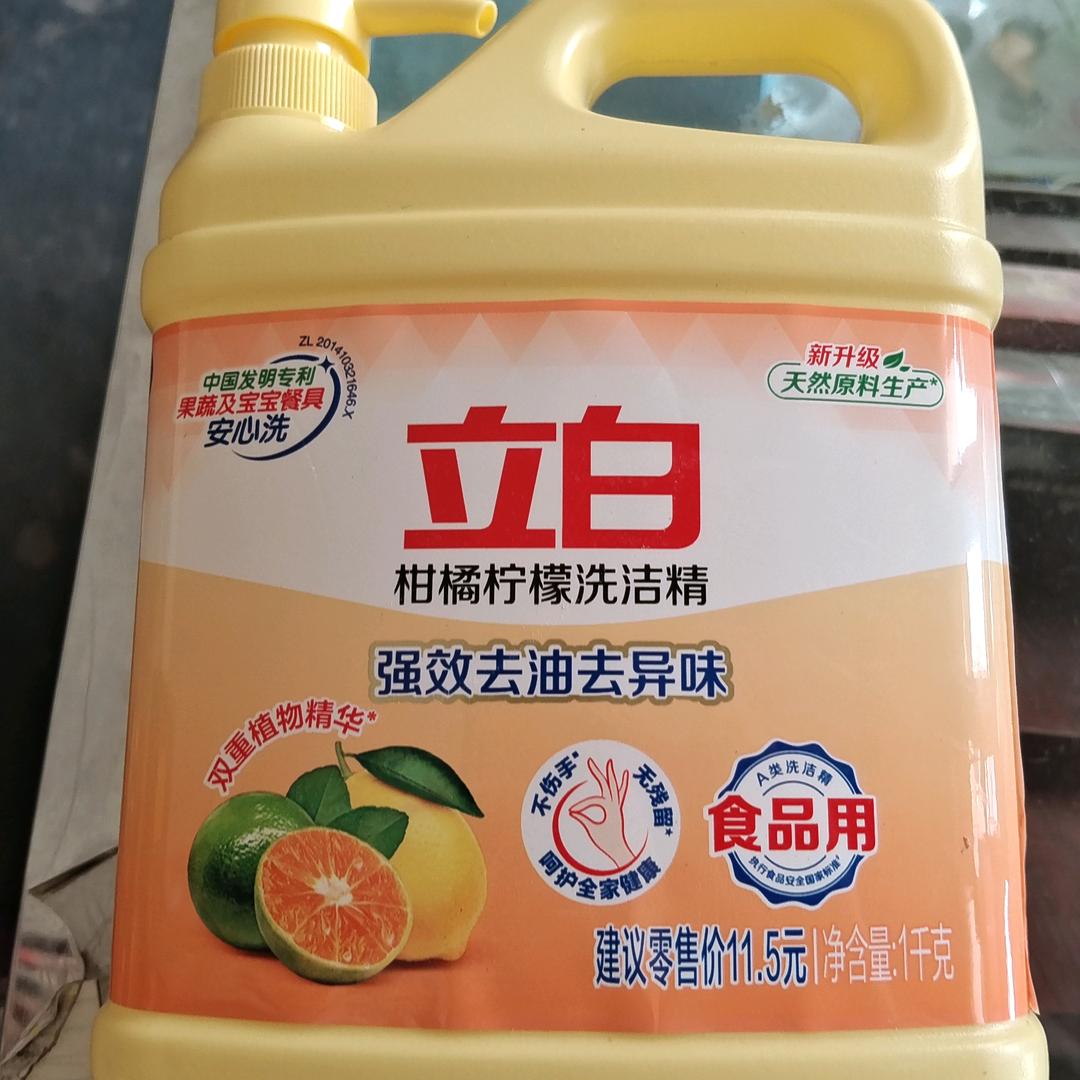 ZL 201410321646.X
中国发明专利
果蔬及宝宝餐具
安心洗
新升级
天然原料生产*
立白
柑橘柠檬洗洁精
强效去油去异味
双重植物精华*
不伤手*
无残留*
呵护全家健康
A类洗洁精
食品用
执行食品安全国家标准
建议零售价11.5元|净含量:1千克